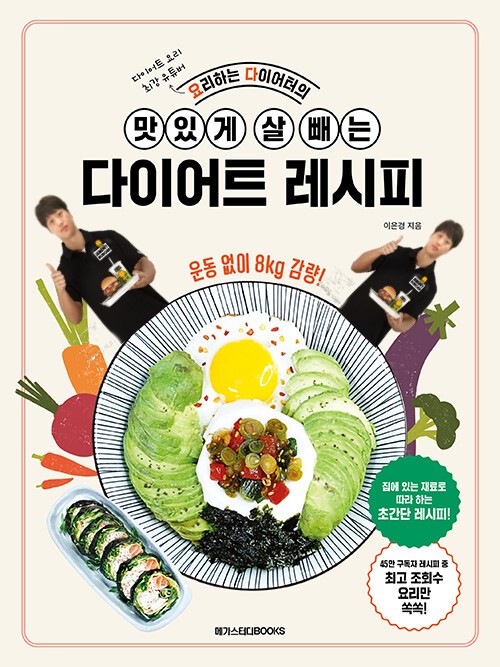 다이어트 요리
최강 유튜버
요리하는 다이어터의
맛있게 살 빼는
다이어트 레시피
이은경 지음
운동 없이 8kg 감량!
집에 있는 재료로
따라 하는
초간단 레시피!
45만 구독자 레시피 중
최고 조회수
요리만
쏙쏙!
메가스터디BOOKS